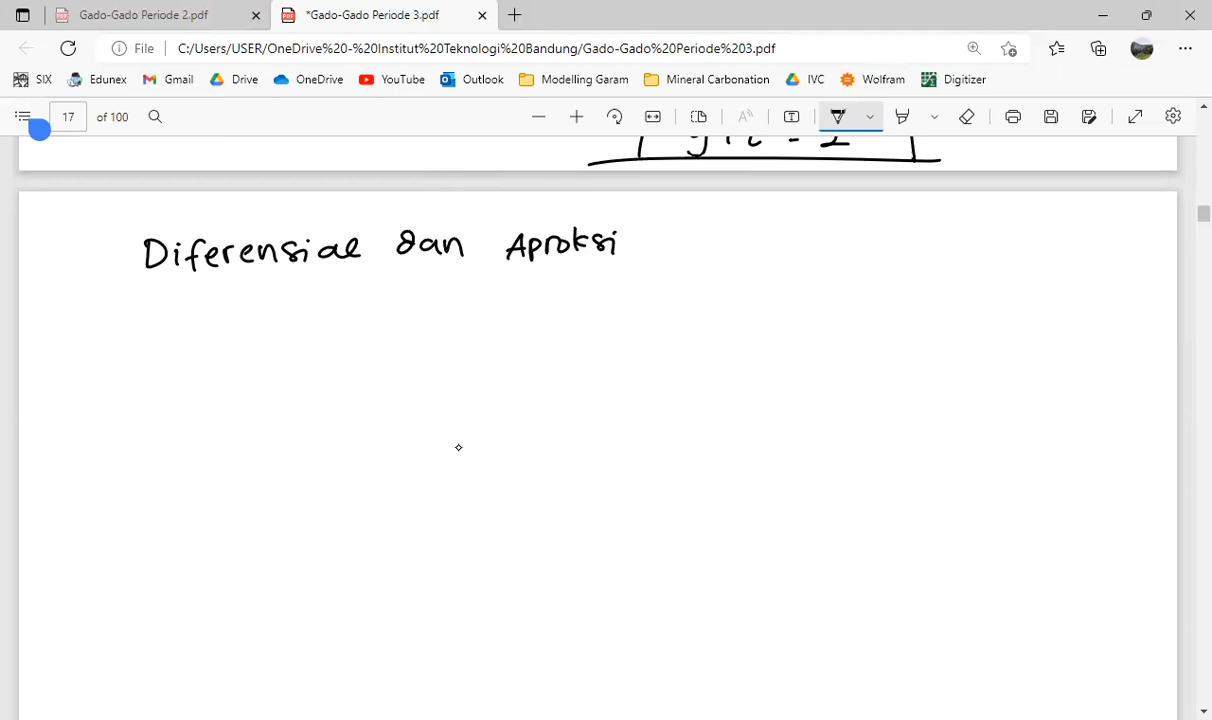 Gado-Gado Periode 2.pdf
*Gado-Gado Periode 3.pdf
File C:/Users/USER/OneDrive%20-%20Institut%20Teknologi%20Bandung/Gado-Gado%20Periode%203.pdf
SIX Edunex Gmail Drive OneDrive YouTube Outlook Modelling Garam Mineral Carbonation IVC Wolfram Digitizer
17 of 100
Diferensial dan Aproksi